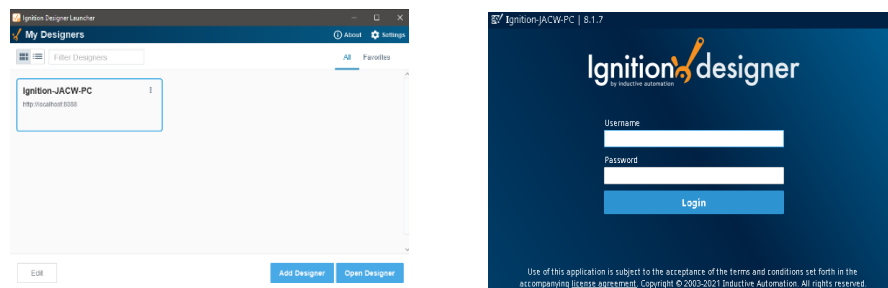 Ignition Designer Launcher
My Designers
About
Settings
Filter Designers
All
Favorites
Ignition-JACW-PC
http://localhost:8088
Edit
Add Designer
Open Designer
Ignition-JACW-PC | 8.1.7
Ignition designer
by inductive automation
Username
Password
Login
Use of this application is subject to the acceptance of the terms and conditions set forth in the
accompanying license agreement. Copyright © 2003-2021 Inductive Automation. All rights reserved.